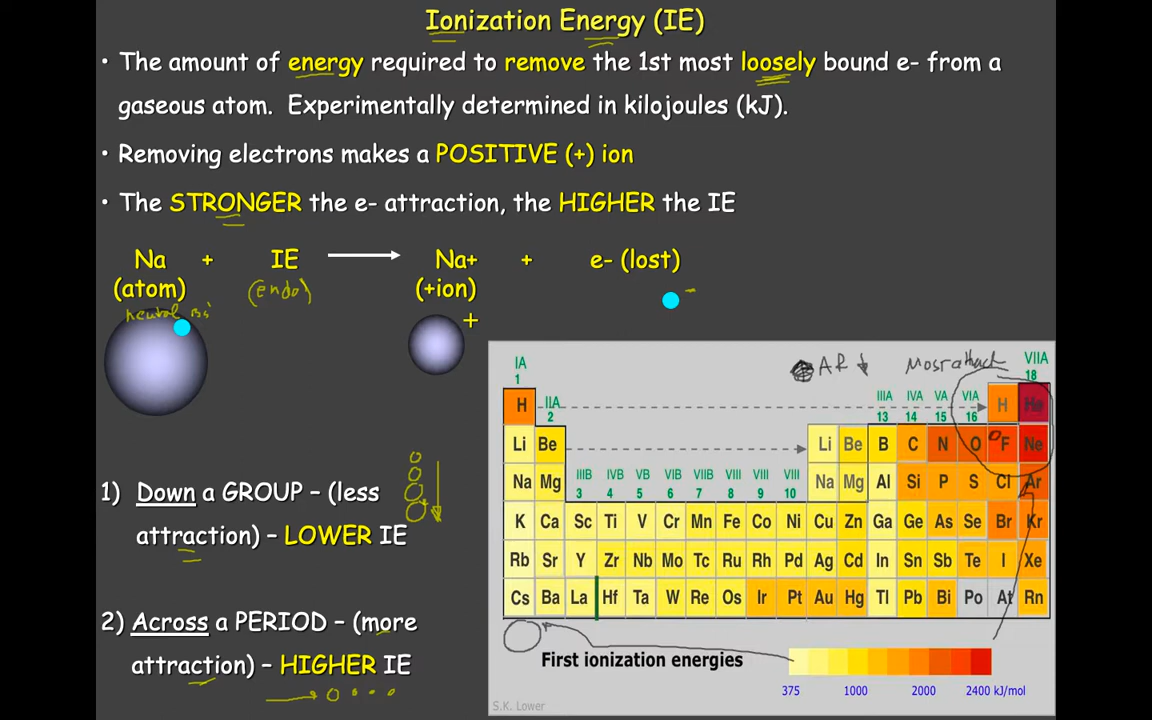 Ionization Energy (IE)
• The amount of energy required to remove the 1st most loosely bound e- from a
gaseous atom. Experimentally determined in kilojoules (kJ).
• Removing electrons makes a POSITIVE (+) ion
• The STRONGER the e- attraction, the HIGHER the IE
Na + IE Na+ + e- (lost)
(atom) (endo) (+ion) -
neutral
+
1) Down a GROUP – (less
attraction) – LOWER IE
2) Across a PERIOD – (more
attraction) – HIGHER IE
AR
IA VIIA
1 18
H IIA IIIA IVA VA VIA H He
2 13 14 15 16
Li Be Li Be B C N O F Ne
Na Mg IIIB IVB VB VIB VIIB VIII VIII VIII Na Mg Al Si P S Cl Ar
3 4 5 6 7 8 9 10
K Ca Sc Ti V Cr Mn Fe Co Ni Cu Zn Ga Ge As Se Br Kr
Rb Sr Y Zr Nb Mo Tc Ru Rh Pd Ag Cd In Sn Sb Te I Xe
Cs Ba La Hf Ta W Re Os Ir Pt Au Hg Tl Pb Bi Po At Rn
First ionization energies
375 1000 2000 2400 kJ/mol
S.K. Lower